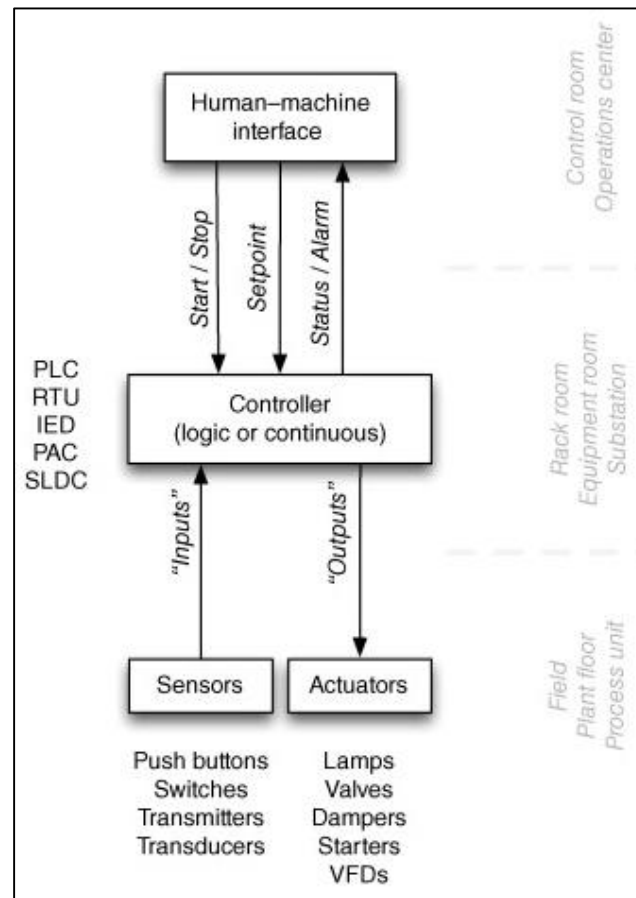 Human–machine
interface
Control room
Operations center
Start / Stop
Setpoint
Status / Alarm
PLC
RTU
IED
PAC
SLDC
Controller
(logic or continuous)
Rack room
Equipment room
Substation
“Inputs”
“Outputs”
Sensors
Actuators
Field
Plant floor
Process unit
Push buttons
Switches
Transmitters
Transducers
Lamps
Valves
Dampers
Starters
VFDs